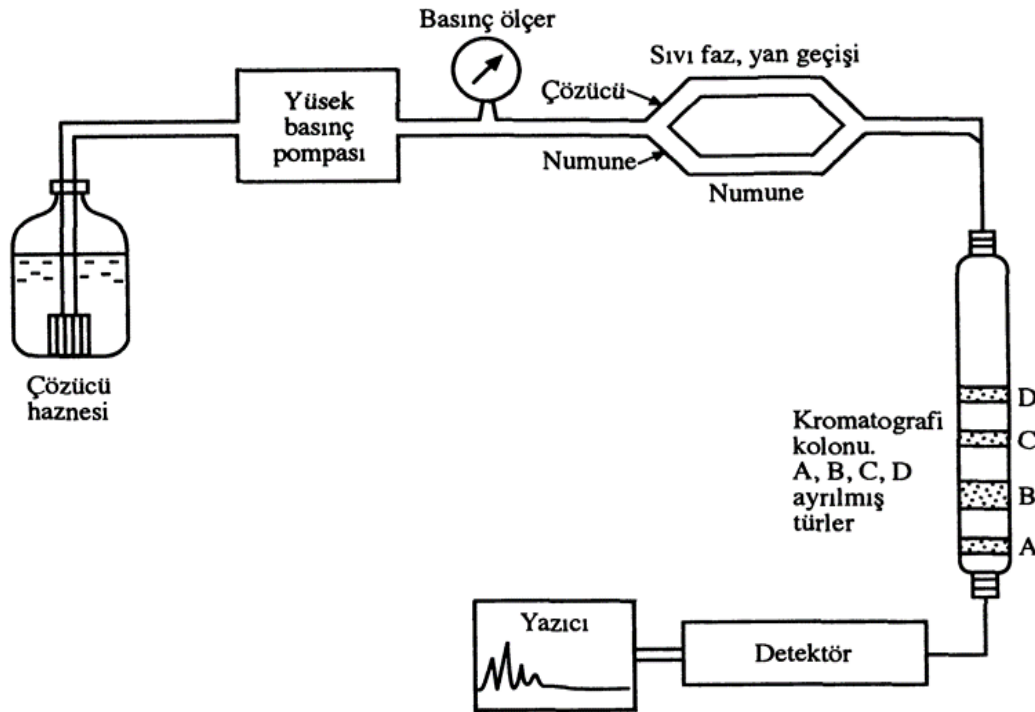 Basınç ölçer
Sıvı faz, yan geçişi
Yüsek
basınç
pompası
Çözücü
Numune
Numune
Çözücü
haznesi
Kromatografi
kolonu.
A, B, C, D
ayrılmış
türler
D
C
B
A
Yazıcı
Detektör